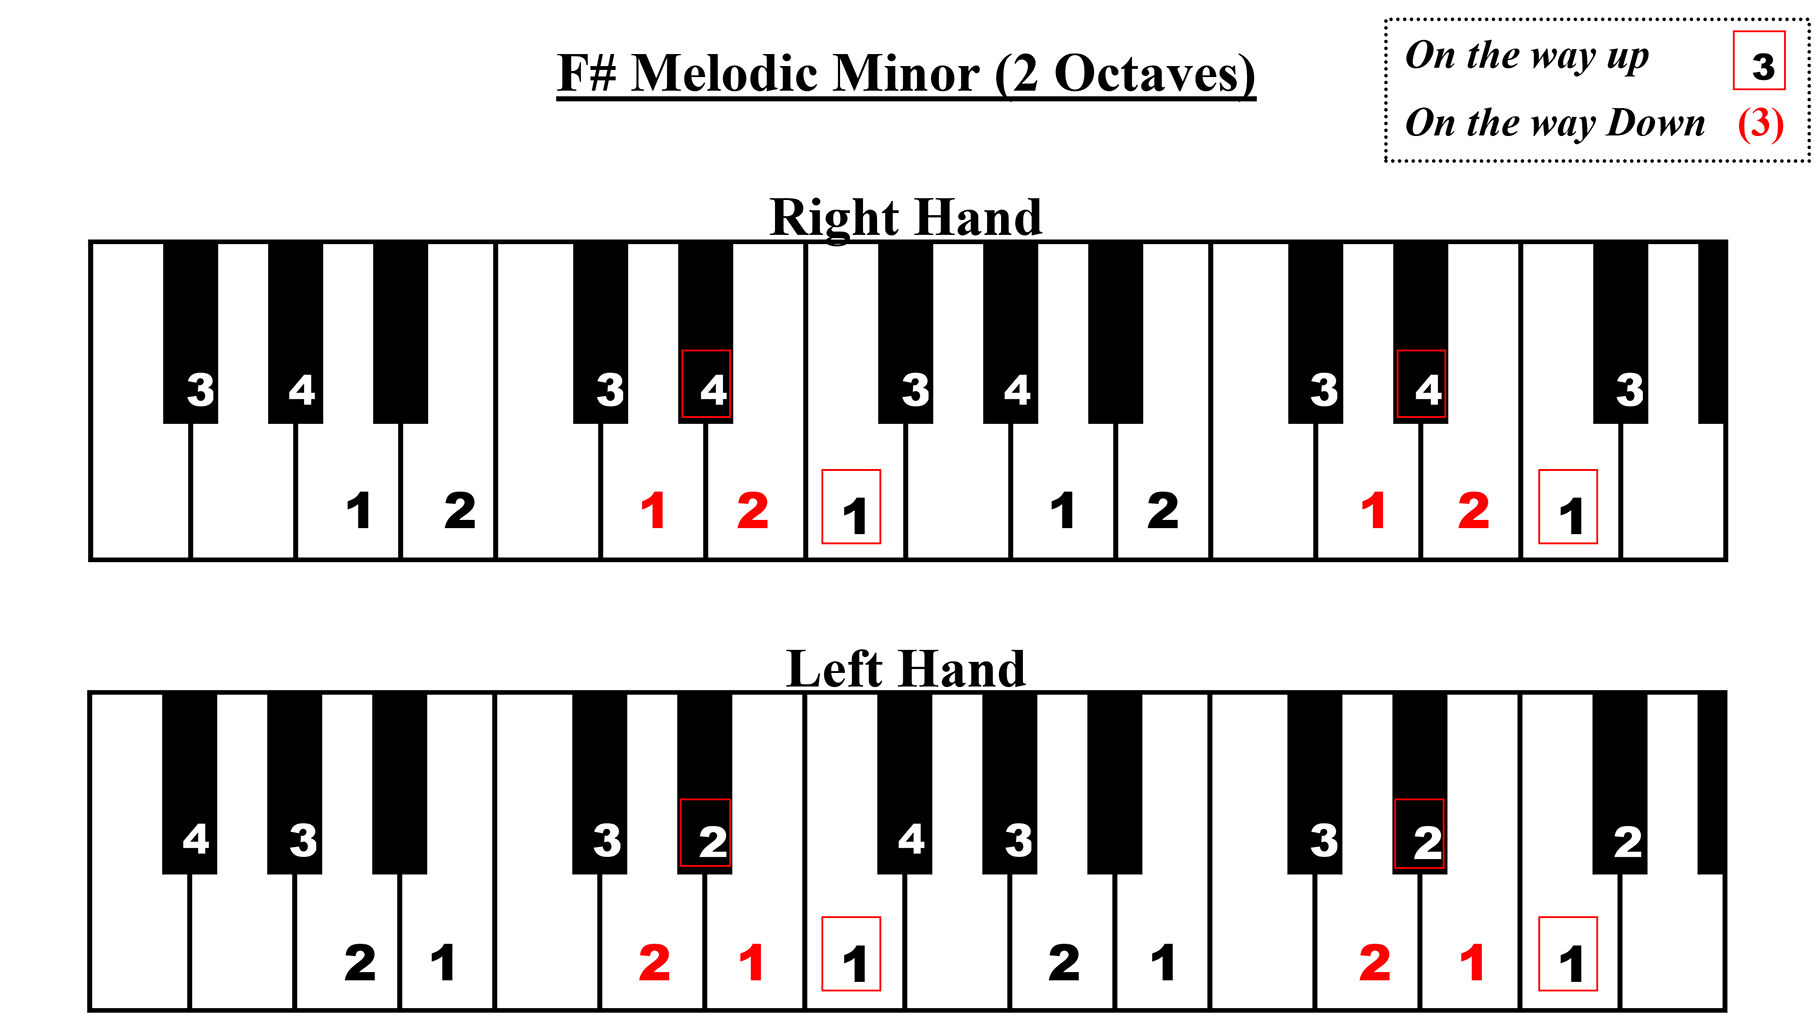 F# Melodic Minor (2 Octaves)
On the way up 3
On the way Down (3)
Right Hand
3 4 3 4 3 4 3 4 3
1 2 1 2 1 1 2 1 2 1
Left Hand
4 3 3 2 4 3 3 2 2
2 1 2 1 1 2 1 2 1 1